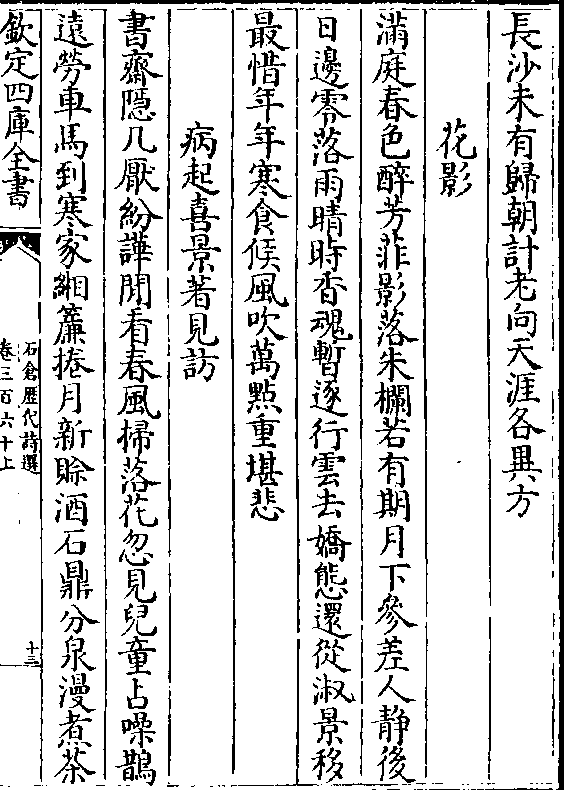 長沙未有歸朝計老向天涯各異方
花影
滿庭春色醉芳菲影落朱欄若有期月下參差人静後
日邊零落雨晴時香魂暫逐行雲去嬌態還從淑景移
最惜年年寒食候風吹萬點重堪悲
病起喜景著見訪
書齋隱几厭紛譁閒看春風掃落花忽見兒童占噪鵲
遠勞車馬到寒家緗簾捲月新賒酒石鼎分泉漫煮茶
欽定四庫全書
石倉歷代詩選
卷三百六十上
十三